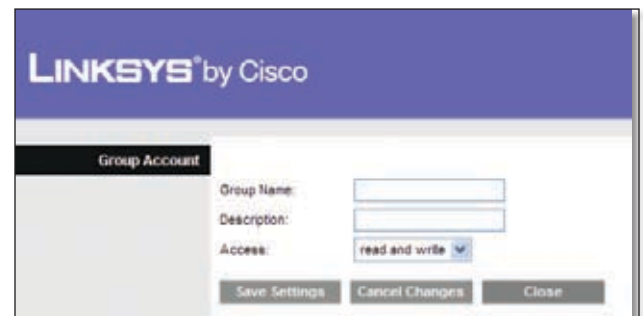 LINKSYS® by Cisco
Group Account
Group Name:
Description:
Access: read and write
Save Settings Cancel Changes Close